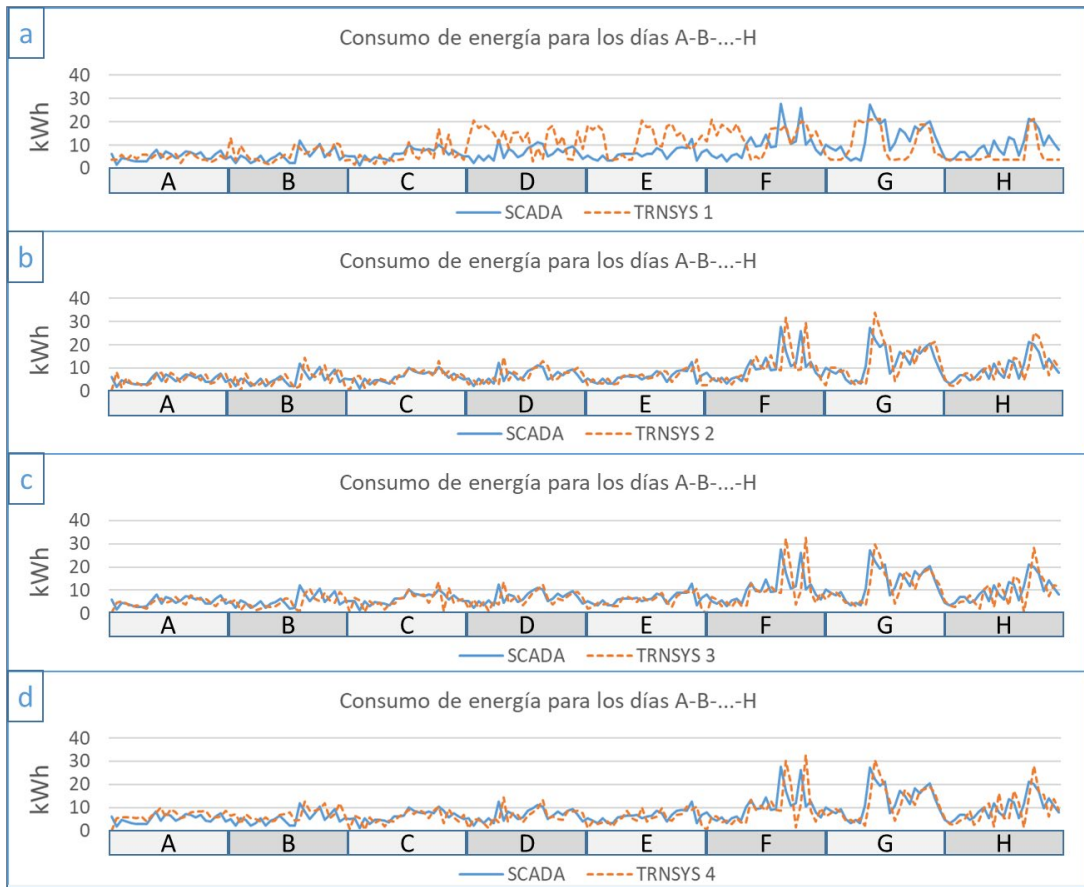 a
Consumo de energía para los días A-B-...-H
kWh
40
30
20
10
0
A B C D E F G H
SCADA TRNSYS 1
b
Consumo de energía para los días A-B-...-H
kWh
40
30
20
10
0
A B C D E F G H
SCADA TRNSYS 2
c
Consumo de energía para los días A-B-...-H
kWh
40
30
20
10
0
A B C D E F G H
SCADA TRNSYS 3
d
Consumo de energía para los días A-B-...-H
kWh
40
30
20
10
0
A B C D E F G H
SCADA TRNSYS 4